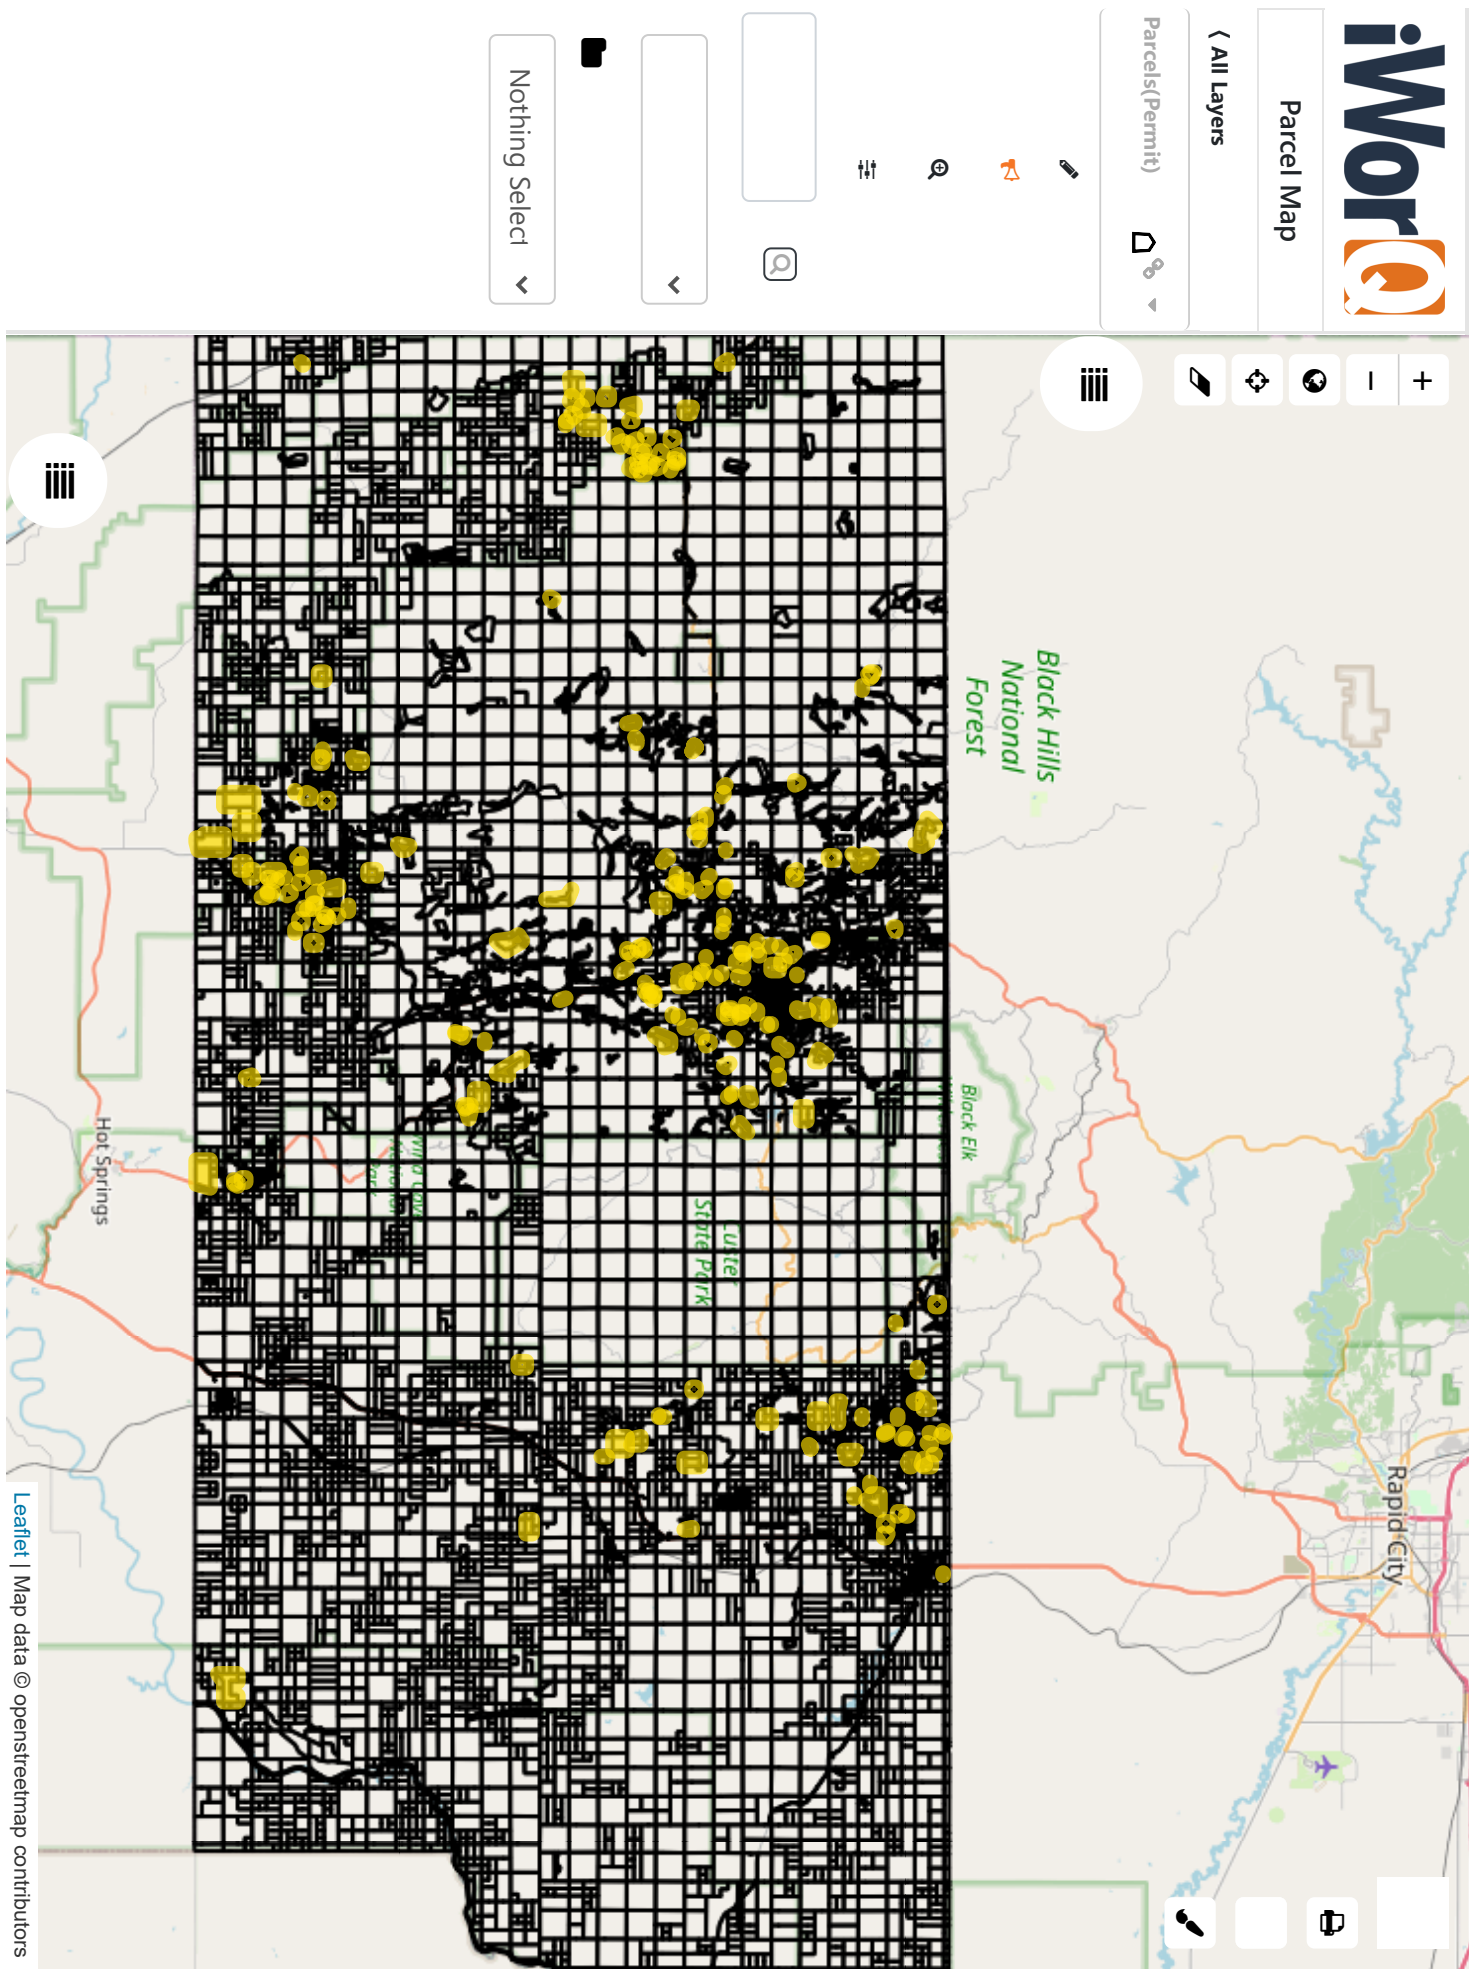 iWorQ
Parcel Map
All Layers
Parcels(Permit)
Nothing Select
Black Hills
National
Forest
Black Elk
State Park
Hot Springs
Rapid City
Leaflet | Map data © openstreetmap contributors